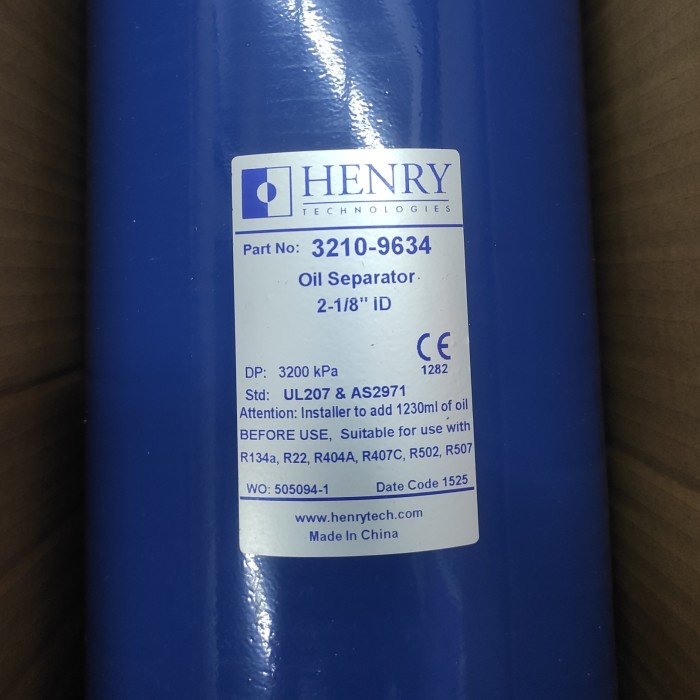 HENRY
TECHNOLOGIES
Part No: 3210-9634
Oil Separator
2-1/8" ID
CE
DP: 3200 kPa 1282
Std: UL207 & AS2971
Attention: Installer to add 1230ml of oil
BEFORE USE, Suitable for use with
R134a, R22, R404A, R407C, R502, R507
WO: 505094-1 Date Code 1525
www.henrytech.com
Made In China